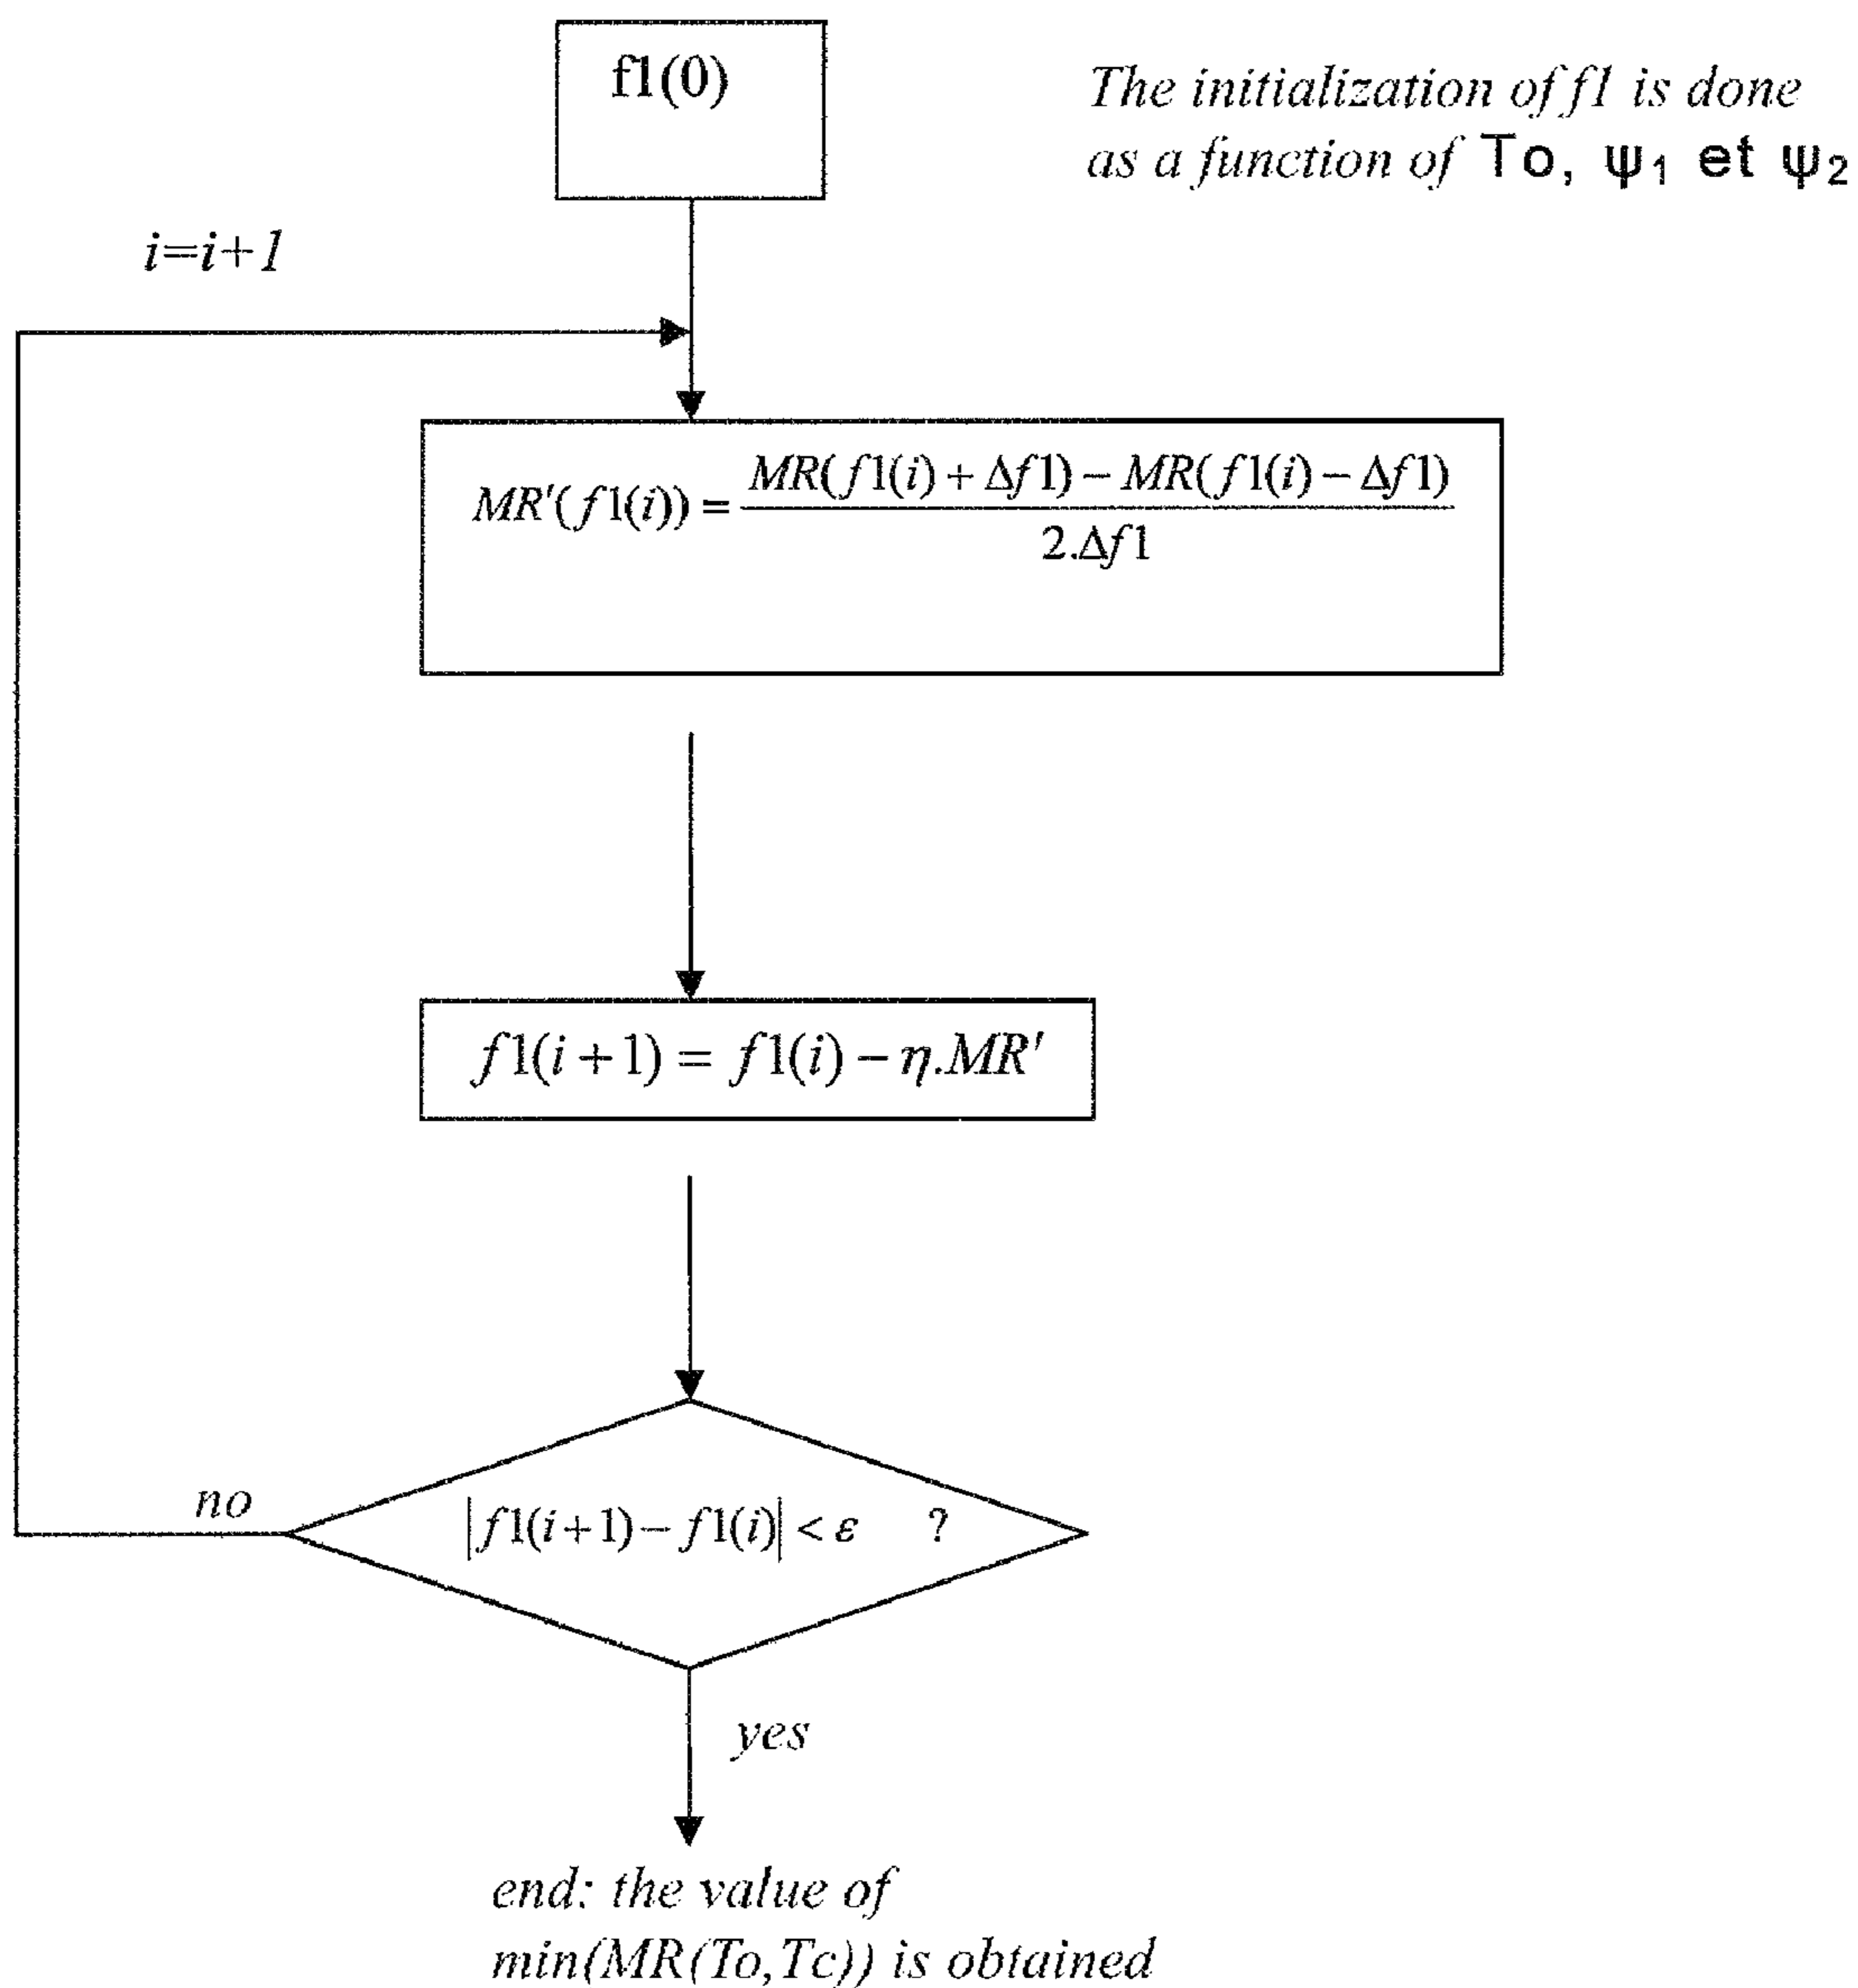 f1(0)
The initialization of f1 is done
as a function of To, ψ₁ et ψ₂
i=i+1
MR'(f1(i)) = \frac{MR(f1(i) + Δf1) − MR(f1(i) − Δf1)}{2.Δf1}
f1(i + 1) = f1(i) − η.MR'
no
|f1(i+1) − f1(i)| < ε ?
yes
end: the value of
min(MR(To,Tc)) is obtained